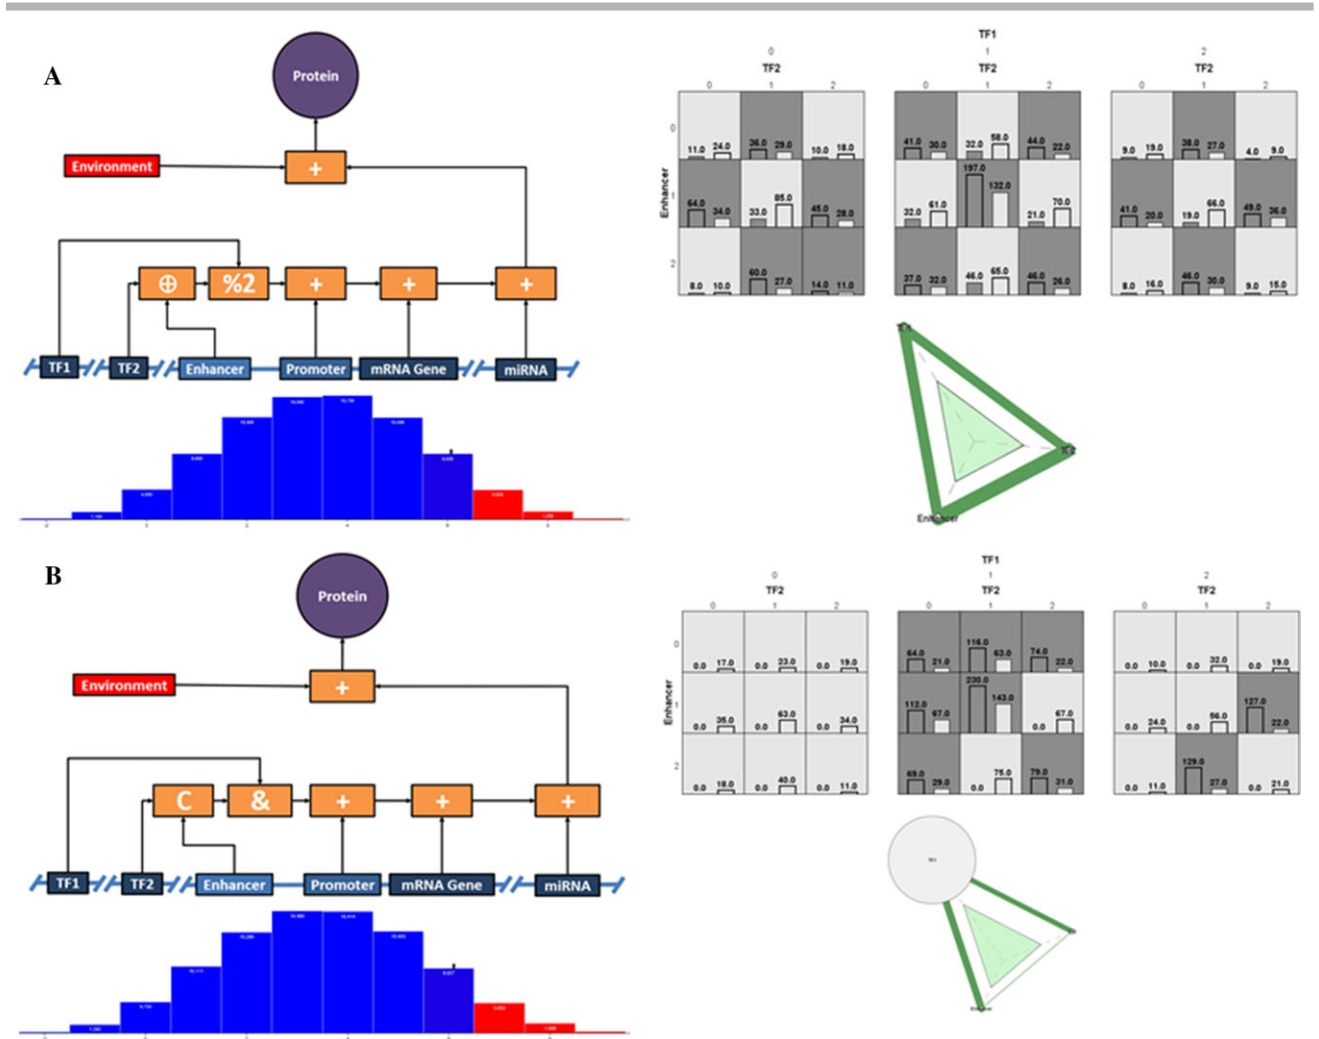 A
Protein
Environment
+
⊕ %2 + + +
TF1 TF2 Enhancer Promoter mRNA Gene miRNA
TF1
0 1 2
TF2 TF2 TF2
0 1 2 0 1 2 0 1 2
Enhancer
0
11.0 24.0 36.0 29.0 10.0 18.0 41.0 30.0 32.0 58.0 44.0 22.0 9.0 19.0 38.0 27.0 4.0 9.0
1
64.0 34.0 33.0 85.0 45.0 28.0 32.0 61.0 197.0 132.0 21.0 70.0 41.0 20.0 19.0 66.0 49.0 36.0
2
8.0 10.0 60.0 27.0 14.0 11.0 37.0 32.0 46.0 65.0 46.0 26.0 8.0 16.0 46.0 30.0 9.0 15.0
TF1
TF2
Enhancer
B
Protein
Environment
+
C & + + +
TF1 TF2 Enhancer Promoter mRNA Gene miRNA
TF1
0 1 2
TF2 TF2 TF2
0 1 2 0 1 2 0 1 2
Enhancer
0
0.0 17.0 0.0 23.0 0.0 19.0 64.0 21.0 116.0 63.0 74.0 22.0 0.0 10.0 0.0 32.0 0.0 19.0
1
0.0 35.0 0.0 63.0 0.0 34.0 112.0 67.0 230.0 143.0 0.0 67.0 0.0 24.0 0.0 56.0 127.0 22.0
2
0.0 18.0 0.0 40.0 0.0 11.0 69.0 29.0 0.0 75.0 79.0 31.0 0.0 11.0 129.0 27.0 0.0 21.0
TF1
Enhancer